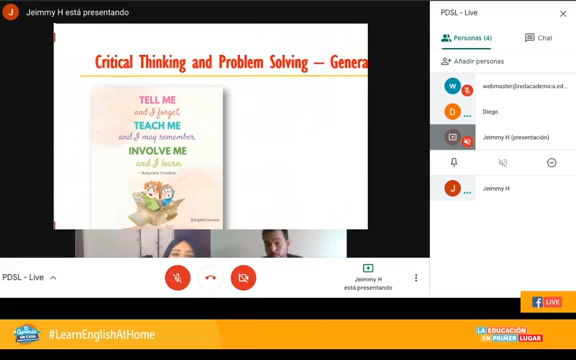 J Jeimmy H está presentando
PDSL - Live
Personas (4)
Chat
Añadir personas
W webmaster@redacademica.ed...
D Diego
Jeimmy H (presentación)
J Jeimmy H
Critical Thinking and Problem Solving – Genera
TELL ME
and I forget,
TEACH ME
and I may remember,
INVOLVE ME
and I learn.
- Benjamin Franklin
PDSL - Live
Jeimmy H
está presentando
f LIVE
EN CASA
#LearnEnglishAtHome
LA EDUCACIÓN
EN PRIMER LUGAR